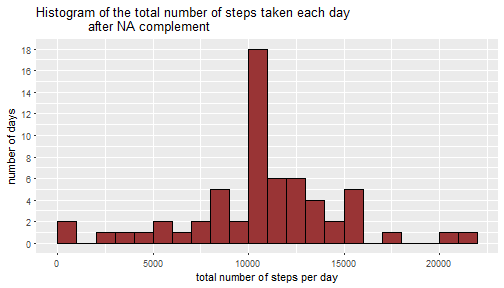 Histogram of the total number of steps taken each day
after NA complement
18
16
14
12
10
8
6
4
2
0
number of days
0 5000 10000 15000 20000
total number of steps per day